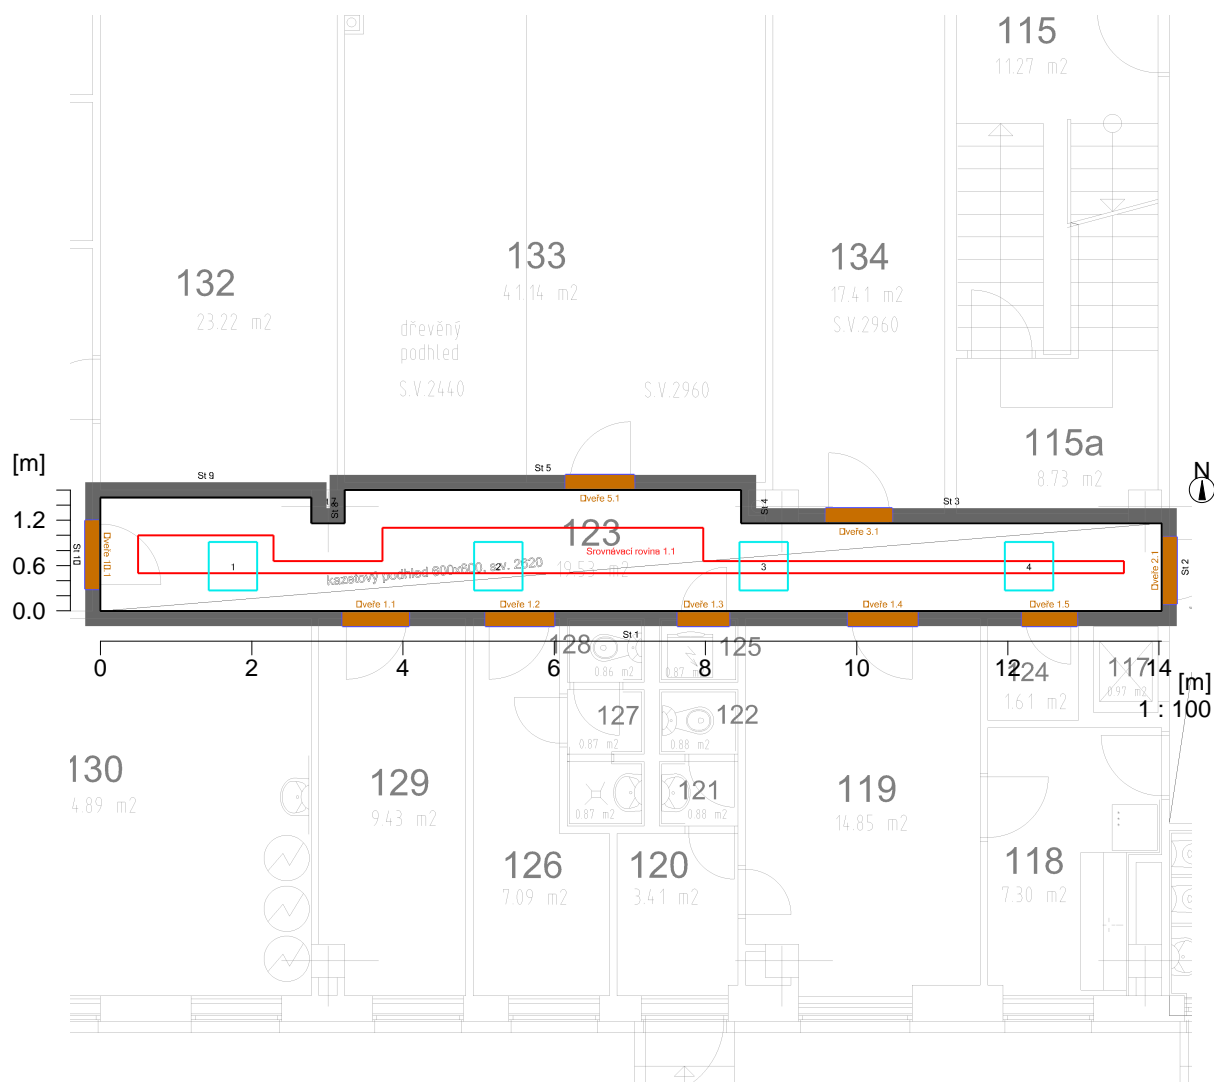 115
11.27 m2
133
41.14 m2
134
17.41 m2
S.V.2960
132
23.22 m2
dřevěný
podhled
S.V.2440
S.V.2960
115a
8.73 m2
[m]
N
St 9
St 5
St 4
St 3
St 8
1.2
0.6
0.0
St 10
Dveře 10.1
Dveře 5.1
Dveře 3.1
123
19.53 m2
Srovnávací rovina 1.1
kazetový podhled 600x600, s.v. 2620
1
2
3
4
Dveře 2.1
St 2
Dveře 1.1
Dveře 1.2
Dveře 1.3
Dveře 1.4
Dveře 1.5
St 1
0
2
4
6
8
10
12
14
[m]
1 : 100
128
0.86 m2
125
0.87 m2
124
1.61 m2
117
0.97 m2
127
0.87 m2
122
0.88 m2
130
4.89 m2
129
9.43 m2
0.87 m2
121
0.88 m2
119
14.85 m2
126
7.09 m2
120
3.41 m2
118
7.30 m2